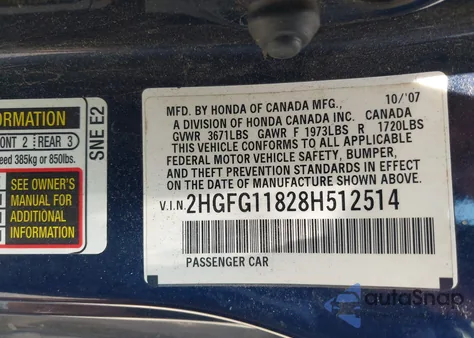 ORMATION
ONT 2 REAR 3
eed 385kg or 850lbs.
SEE OWNER'S
MANUAL FOR
ADDITIONAL
INFORMATION
SNE E2
MFD. BY HONDA OF CANADA MFG., 10/'07
A DIVISION OF HONDA CANADA INC. CANADA
GVWR 3671LBS GAWR F 1973LBS R 1720LBS
THIS VEHICLE CONFORMS TO ALL APPLICABLE
FEDERAL MOTOR VEHICLE SAFETY, BUMPER,
AND THEFT PREVENTION STANDARDS IN EFFECT
ON THE DATE OF MANUFACTURE SHOWN ABOVE.
V.I.N. 2HGFG11828H512514
PASSENGER CAR
autoSnap